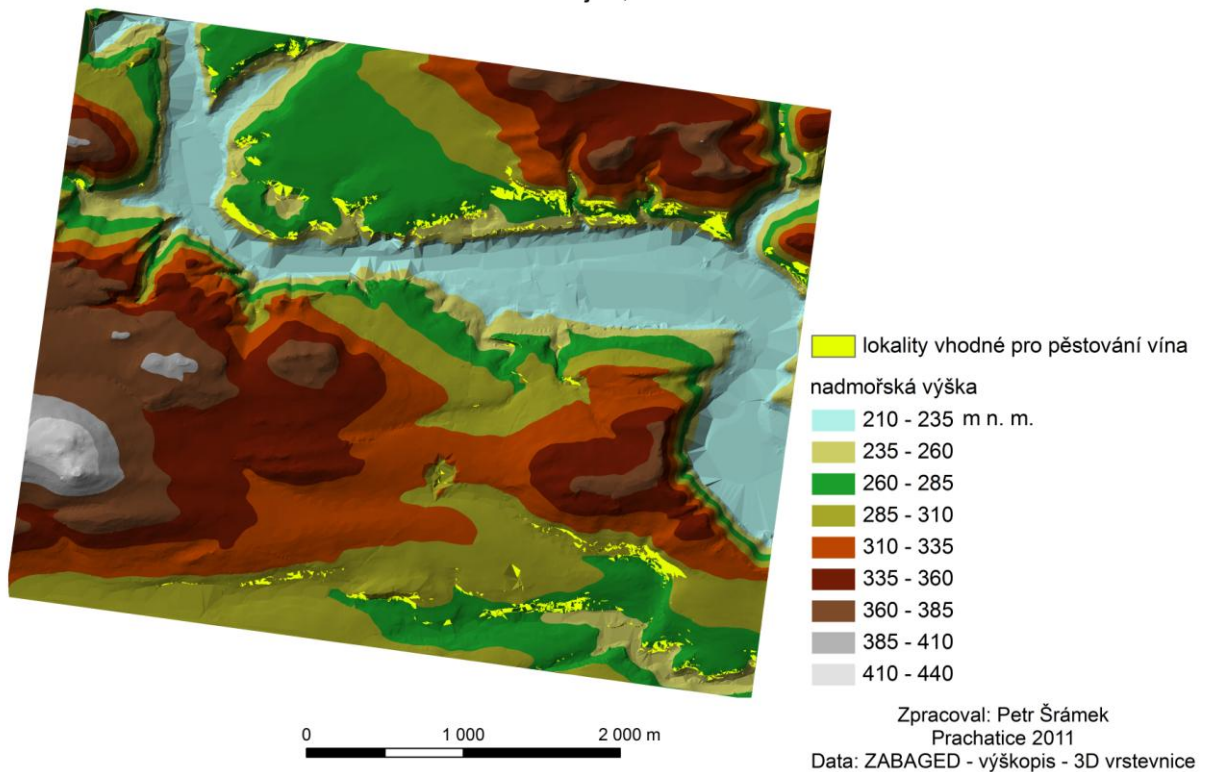 lokality vhodné pro pěstování vína
nadmořská výška
210 - 235 m n. m.
235 - 260
260 - 285
285 - 310
310 - 335
335 - 360
360 - 385
385 - 410
410 - 440
0 1 000 2 000 m
Zpracoval: Petr Šrámek
Prachatice 2011
Data: ZABAGED - výškopis - 3D vrstevnice